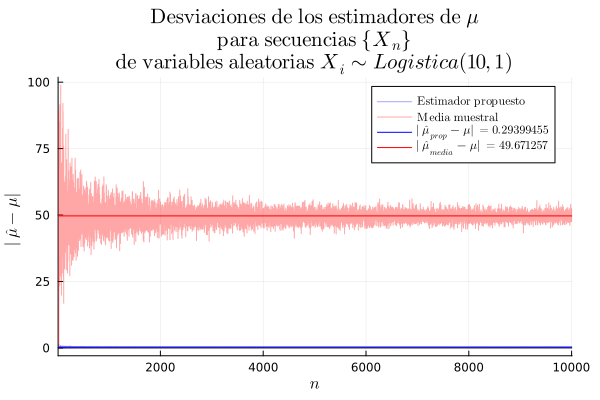 Desviaciones de los estimadores de μ
para secuencias {X_n}
de variables aleatorias X_i ∼ Logistica(10, 1)
Estimador propuesto
Media muestral
| μ̂_prop − μ| = 0.29399455
| μ̂_media − μ| = 49.671257
| μ̂ − μ|
100
75
50
25
0
2000 4000 6000 8000 10000
n